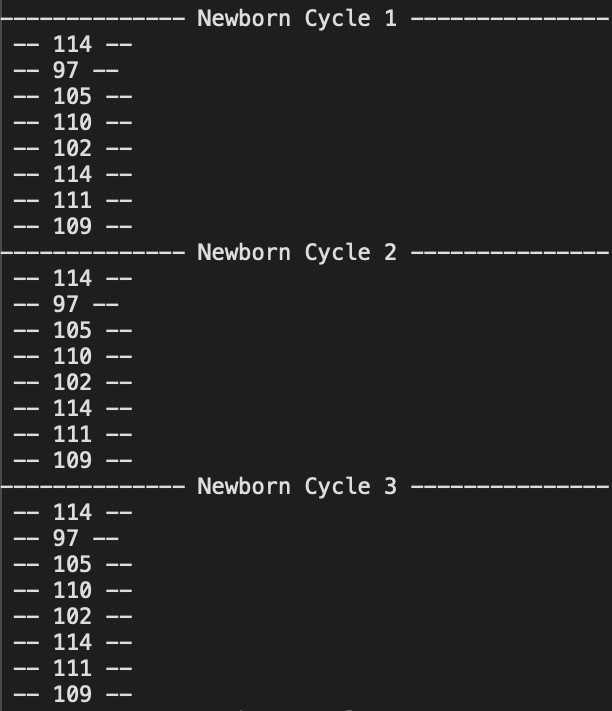 -------------- Newborn Cycle 1 ---------------
-- 114 --
-- 97 --
-- 105 --
-- 110 --
-- 102 --
-- 114 --
-- 111 --
-- 109 --
-------------- Newborn Cycle 2 ---------------
-- 114 --
-- 97 --
-- 105 --
-- 110 --
-- 102 --
-- 114 --
-- 111 --
-- 109 --
-------------- Newborn Cycle 3 ---------------
-- 114 --
-- 97 --
-- 105 --
-- 110 --
-- 102 --
-- 114 --
-- 111 --
-- 109 --